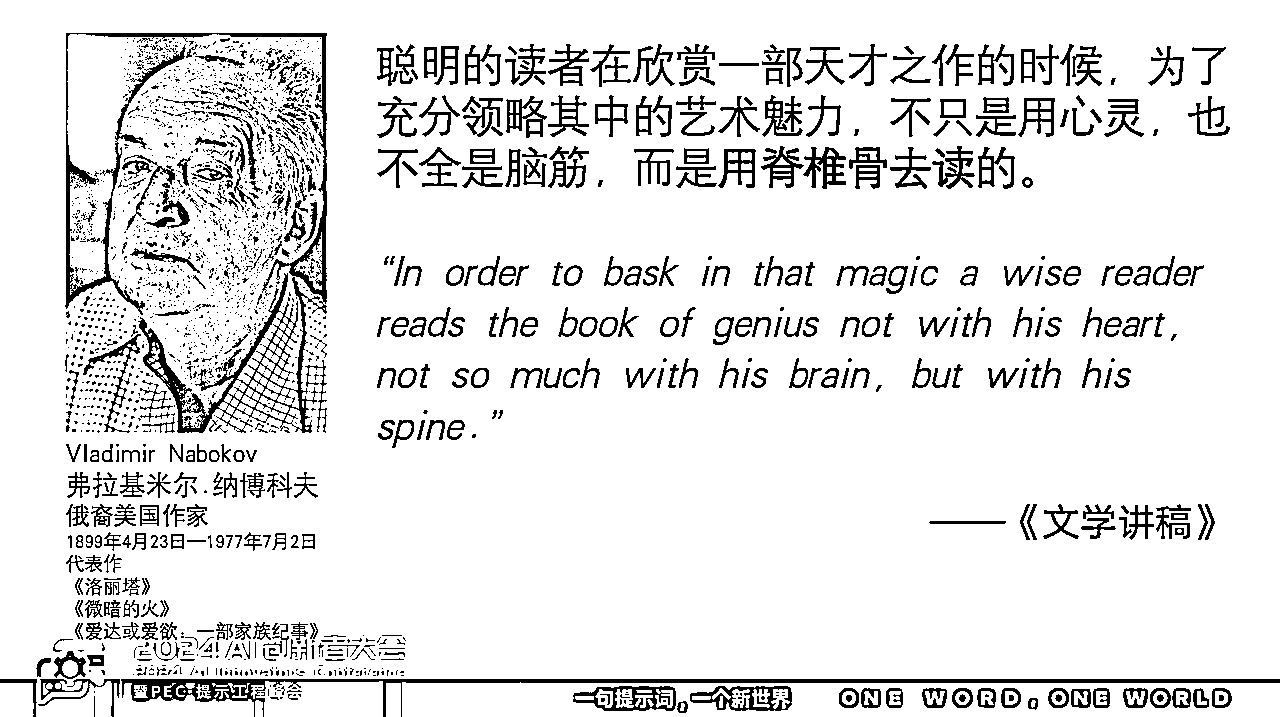 聪明的读者在欣赏一部天才之作的时候，为了
充分领略其中的艺术魅力，不只是用心灵，也
不全是脑筋，而是用脊椎骨去读的。
“In order to bask in that magic a wise reader
reads the book of genius not with his heart,
not so much with his brain, but with his
spine.”
——《文学讲稿》
Vladimir Nabokov
弗拉基米尔.纳博科夫
俄裔美国作家
1899年4月23日—1977年7月2日
代表作
《洛丽塔》
《微暗的火》
《爱达或爱欲：一部家族纪事》
2024 AI创新者大会
2024 AI Innovators Conference
暨PEC·提示工程峰会
一句提示词。一个新世界
ONE WORD。ONE WORLD